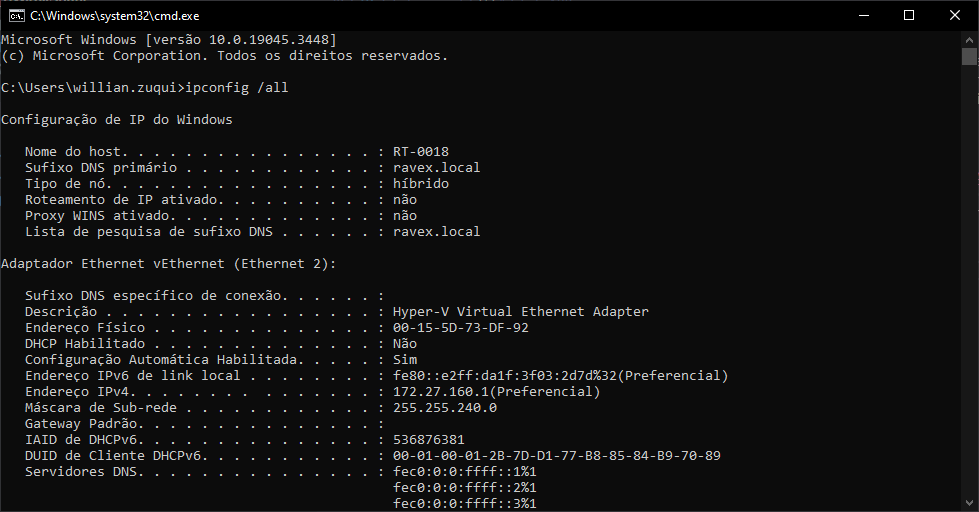 C:\Windows\system32\cmd.exe
Microsoft Windows [versão 10.0.19045.3448]
(c) Microsoft Corporation. Todos os direitos reservados.
C:\Users\willian.zuqui>ipconfig /all
Configuração de IP do Windows
Nome do host. . . . . . . . . . . . . . . . : RT-0018
Sufixo DNS primário . . . . . . . . . . . . : ravex.local
Tipo de nó. . . . . . . . . . . . . . . . . : híbrido
Roteamento de IP ativado. . . . . . . . . . : não
Proxy WINS ativado. . . . . . . . . . . . . : não
Lista de pesquisa de sufixo DNS . . . . . . : ravex.local
Adaptador Ethernet vEthernet (Ethernet 2):
Sufixo DNS específico de conexão. . . . . . :
Descrição . . . . . . . . . . . . . . . . . : Hyper-V Virtual Ethernet Adapter
Endereço Físico . . . . . . . . . . . . . . : 00-15-5D-73-DF-92
DHCP Habilitado . . . . . . . . . . . . . . : Não
Configuração Automática Habilitada. . . . . : Sim
Endereço IPv6 de link local . . . . . . . . : fe80::e2ff:da1f:3f03:2d7d%32(Preferencial)
Endereço IPv4. . . . . . . . . . . . . . . : 172.27.160.1(Preferencial)
Máscara de Sub-rede . . . . . . . . . . . . : 255.255.240.0
Gateway Padrão. . . . . . . . . . . . . . . :
IAID de DHCPv6. . . . . . . . . . . . . . . : 536876381
DUID de Cliente DHCPv6. . . . . . . . . . . : 00-01-00-01-2B-7D-D1-77-B8-85-84-B9-70-89
Servidores DNS. . . . . . . . . . . . . . . : fec0:0:0:ffff::1%1
fec0:0:0:ffff::2%1
fec0:0:0:ffff::3%1